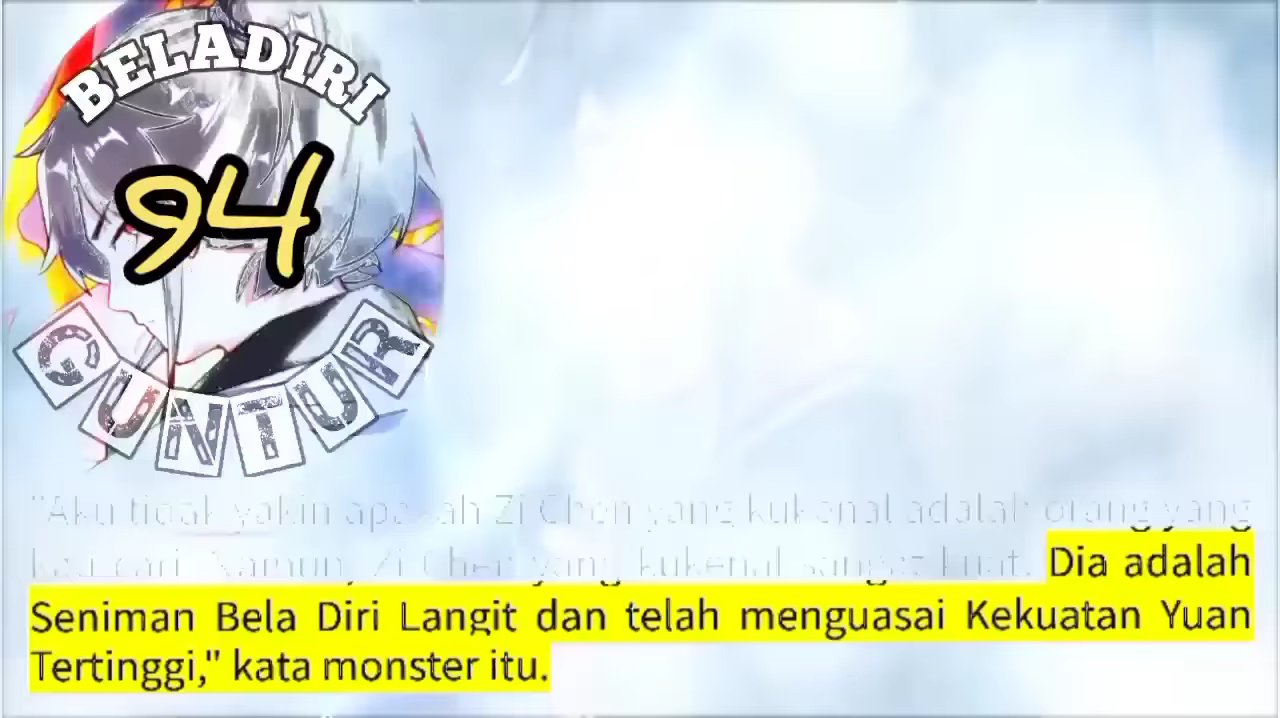 BELADIRI
94
GUNTUR
"Aku tidak yakin apakah Zi Chen yang kukenal adalah orang yang
kau cari. Namun, Zi Chen yang kukenal sangat kuat. Dia adalah
Seniman Bela Diri Langit dan telah menguasai Kekuatan Yuan
Tertinggi," kata monster itu.